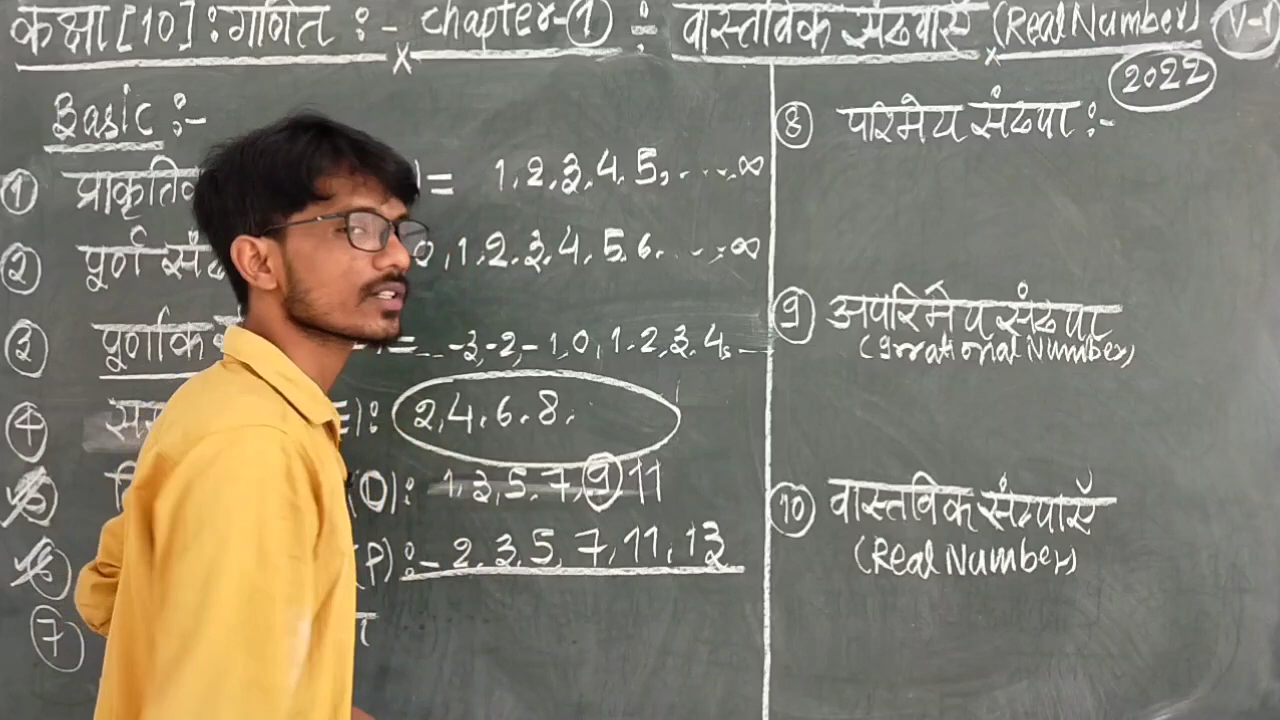 कक्षा [10] : गणित :- Chapter-1 : वास्तविक संख्याएँ (Real Number) V-1
2022
Basic :-
① = 1, 2, 3, 4, 5, ... ∞
② पूर्ण 0, 1, 2, 3, 4, 5, 6, ... ∞
③ पूर्णांक = ... -3, -2, -1, 0, 1, 2, 3, 4, ...
④ : 2, 4, 6, 8,
⑤ (O): 1, 3, 5, 7, 9, 11
⑥ (P) :- 2, 3, 5, 7, 11, 13
⑦
⑧ परिमेय संख्या :-
⑨ अपरिमेय संख्या
(Irrational Number)
⑩ वास्तविक संख्याएँ
(Real Number)